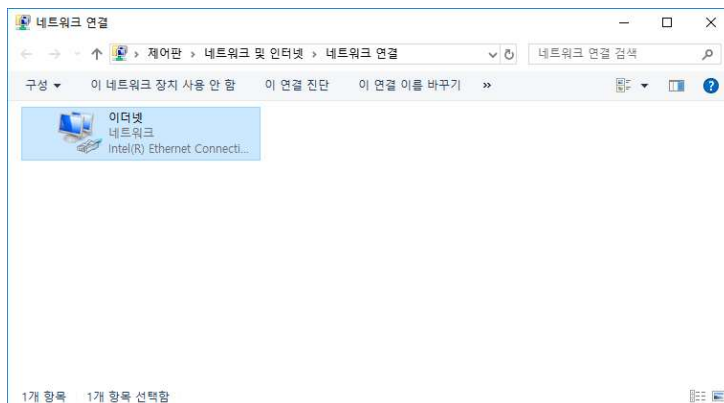 네트워크 연결
제어판 › 네트워크 및 인터넷 › 네트워크 연결
네트워크 연결 검색
구성 이 네트워크 장치 사용 안 함 이 연결 진단 이 연결 이름 바꾸기 »
이더넷
네트워크
Intel(R) Ethernet Connecti...
1개 항목 1개 항목 선택함